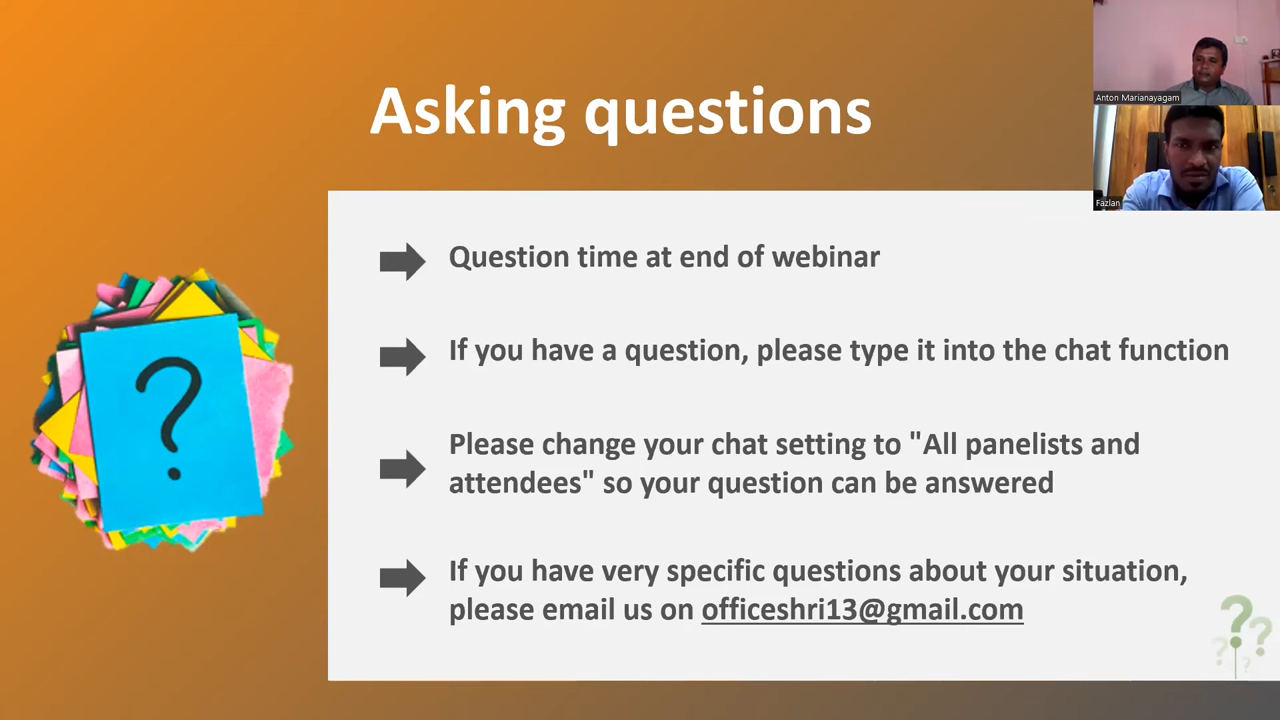 Asking questions
Anton Marianayagam
Fazlan
Question time at end of webinar
If you have a question, please type it into the chat function
Please change your chat setting to "All panelists and
attendees" so your question can be answered
If you have very specific questions about your situation,
please email us on officeshri13@gmail.com
?